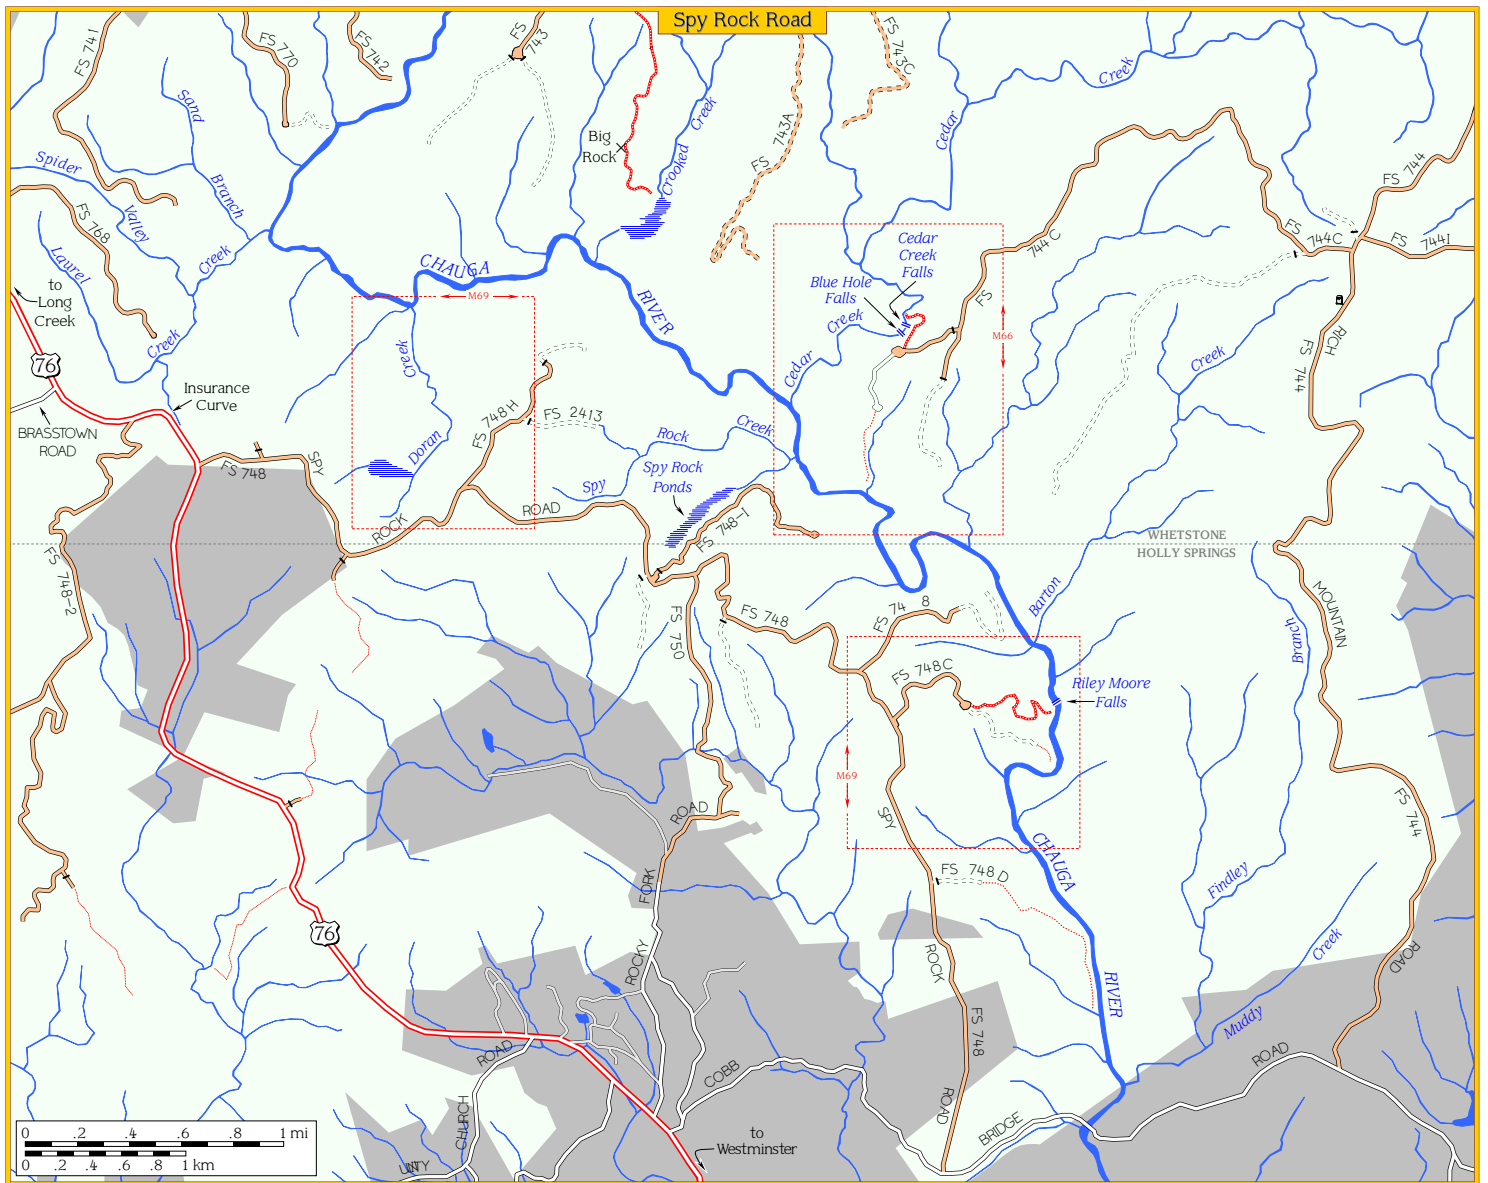 Spy Rock Road
FS 741
FS 770
FS 742
FS 743
FS 743C
FS 743A
Creek
Cedar
Sand
Branch
Spider
Valley
Creek
Laurel
Creek
FS 768
Big
Rock
Crooked
Creek
FS 744
FS 744C
FS 744I
FS 744 C
CHAUGA
RIVER
M69
M66
Cedar
Creek
Falls
Blue Hole
Falls
Creek
Cedar
to
Long
Creek
76
Insurance
Curve
BRASSTOWN
ROAD
Creek
Doran
FS 748 H
FS 2413
Rock
Creek
Spy
Spy Rock
Ponds
FS 748
SPY
ROCK
ROAD
FS 748-1
FS 748-2
Creek
RICH
FS 744
MOUNTAIN
WHETSTONE
HOLLY SPRINGS
Barton
Branch
FS 750
FS 748
FS 74 8
FS 748C
Riley Moore
Falls
M69
SPY
FS 744
ROAD
ROAD
FORK
ROCKY
CHAUGA
RIVER
FS 748 D
Findley
Creek
Muddy
76
ROCK
FS 748
ROAD
ROAD
CHURCH
UNITY
COBB
BRIDGE
ROAD
to
Westminster
0 .2 .4 .6 .8 1 mi
0 .2 .4 .6 .8 1 km